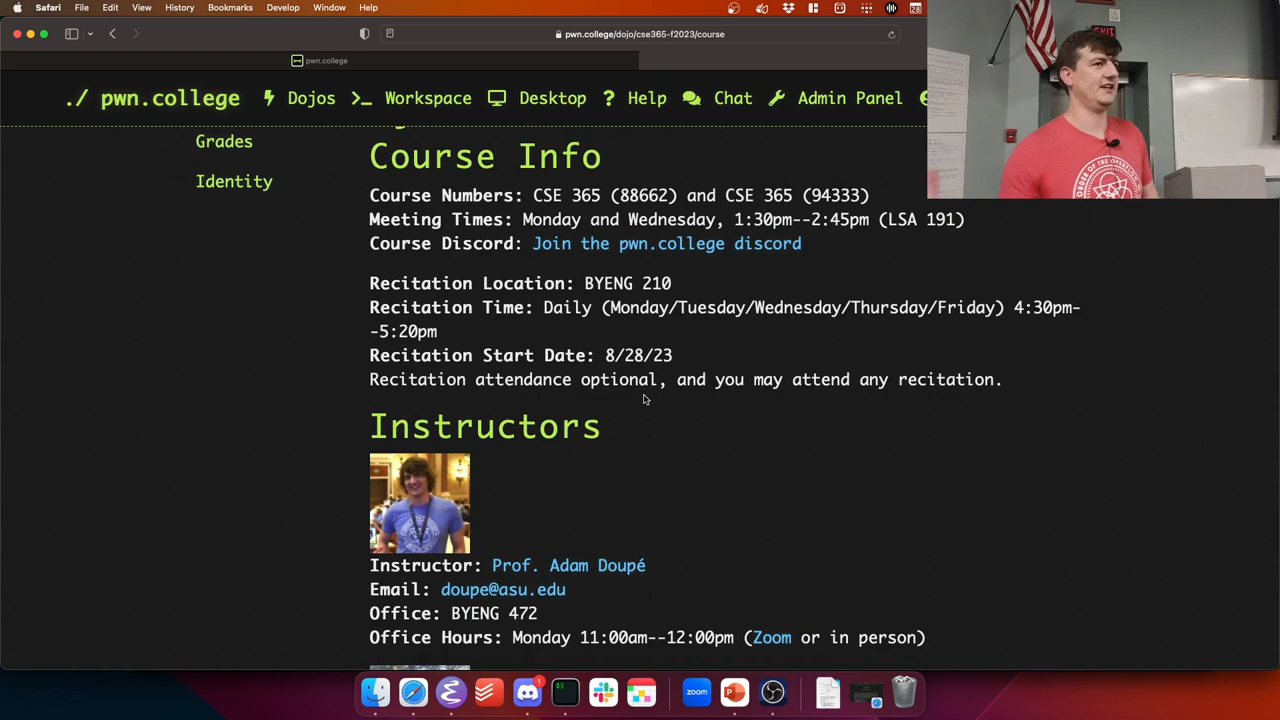 Safari File Edit View History Bookmarks Develop Window Help
pwn.college/dojo/cse365-f2023/course
pwn.college
./ pwn.college Dojos Workspace Desktop Help Chat Admin Panel
EXIT
Grades
Identity
Course Info
Course Numbers: CSE 365 (88662) and CSE 365 (94333)
Meeting Times: Monday and Wednesday, 1:30pm--2:45pm (LSA 191)
Course Discord: Join the pwn.college discord
Recitation Location: BYENG 210
Recitation Time: Daily (Monday/Tuesday/Wednesday/Thursday/Friday) 4:30pm-
-5:20pm
Recitation Start Date: 8/28/23
Recitation attendance optional, and you may attend any recitation.
Instructors
Instructor: Prof. Adam Doupé
Email: doupe@asu.edu
Office: BYENG 472
Office Hours: Monday 11:00am--12:00pm (Zoom or in person)
1
zoom